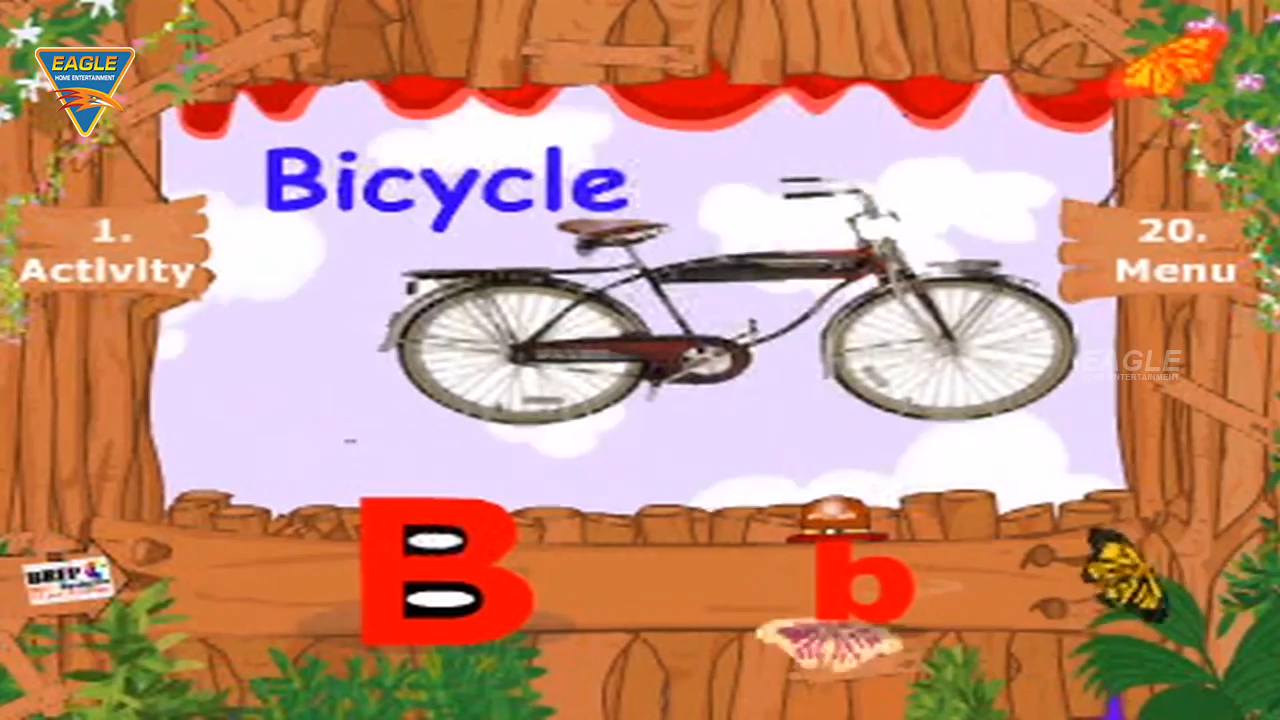 EAGLE
HOME ENTERTAINMENT
Bicycle
1.
Activity
20.
Menu
EAGLE
ENTERTAINMENT
B b